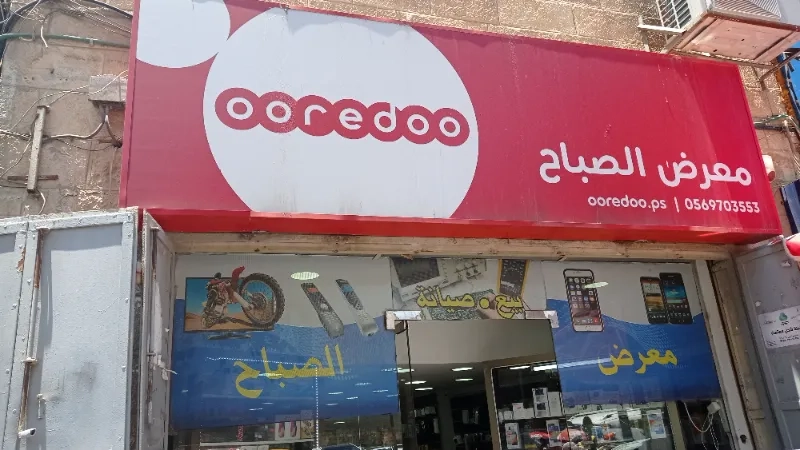 ooredoo
معرض الصباح
ooredoo.ps | 0569703553
بيع . صيانة
معرض
الصباح